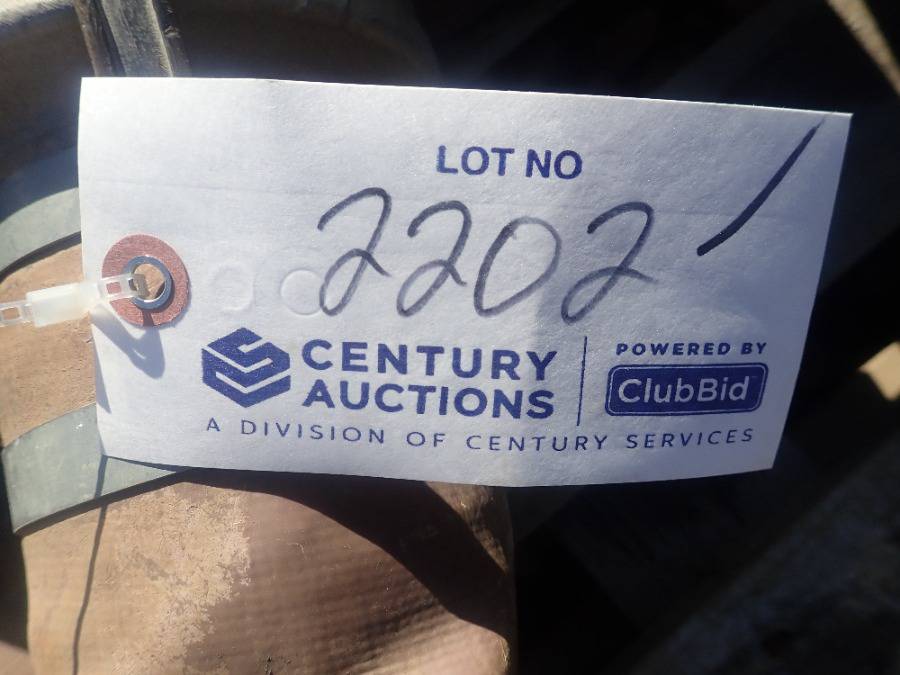 LOT NO
2202
CENTURY
AUCTIONS
A DIVISION OF CENTURY SERVICES
POWERED BY
ClubBid